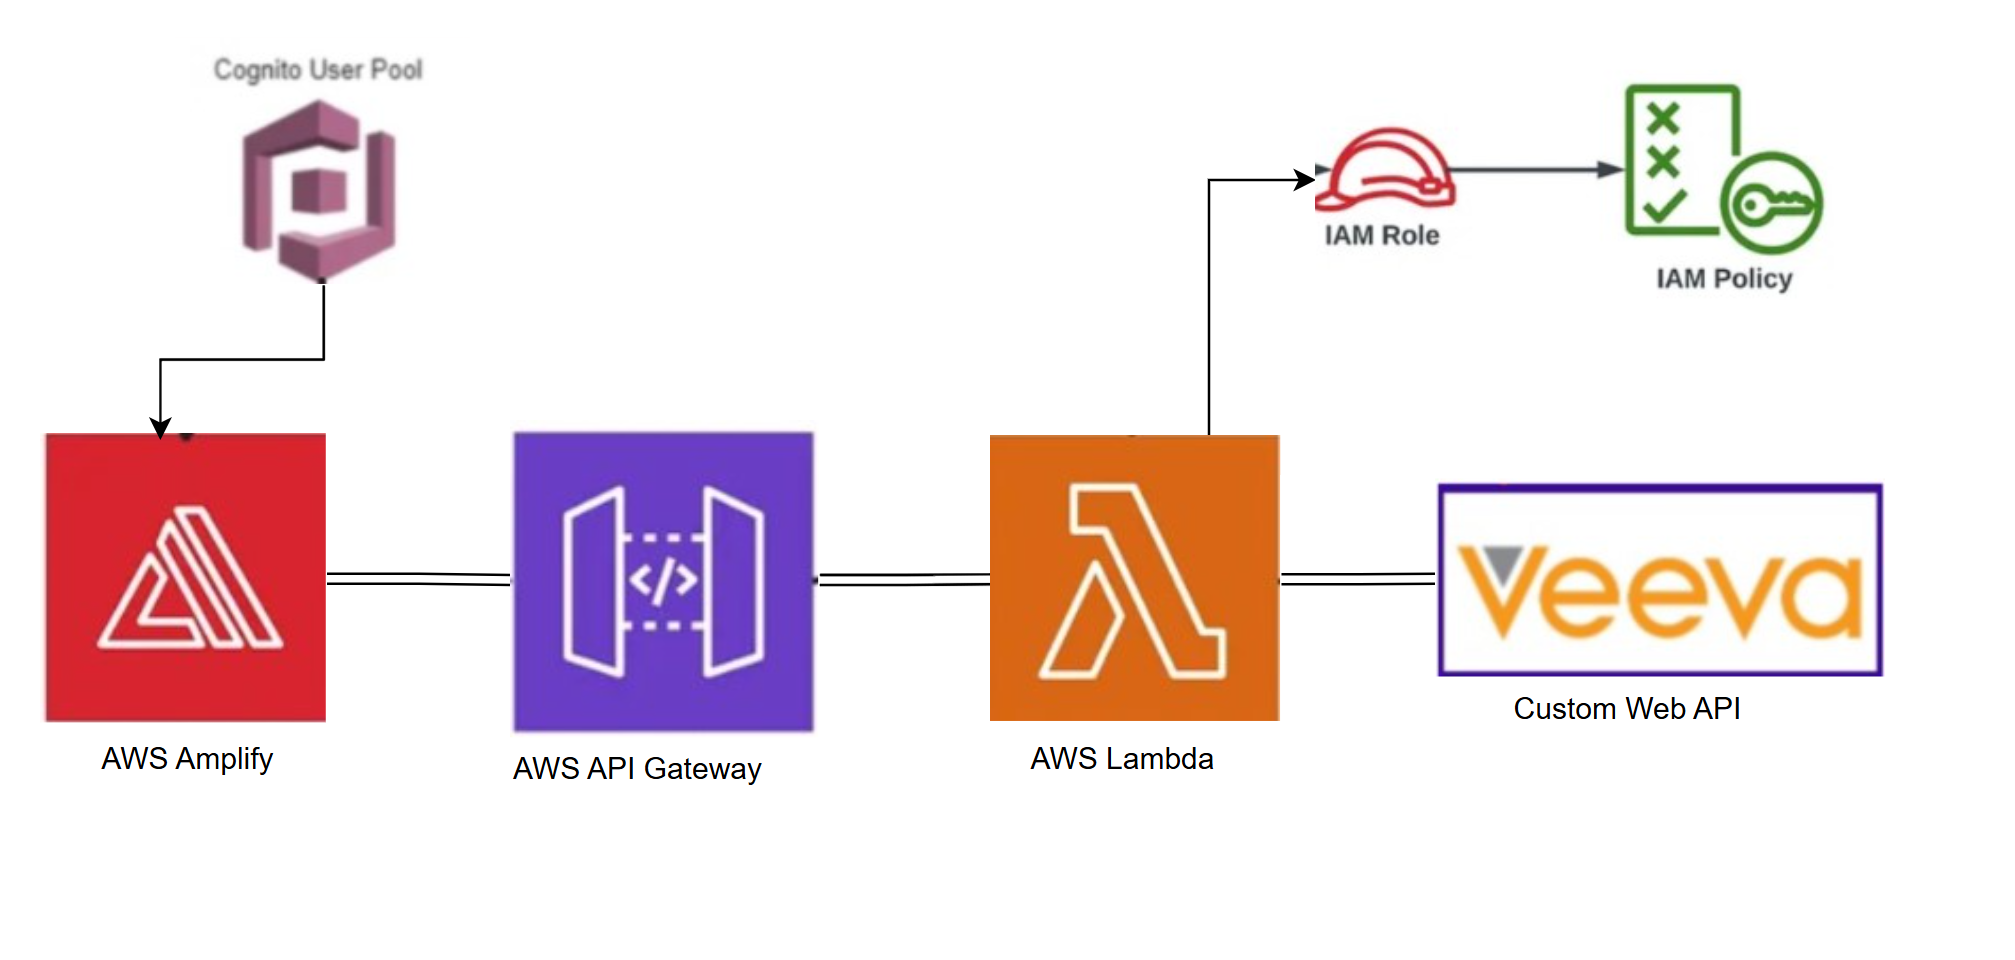 Cognito User Pool
IAM Role
IAM Policy
</>
veeva
Custom Web API
AWS Amplify
AWS API Gateway
AWS Lambda